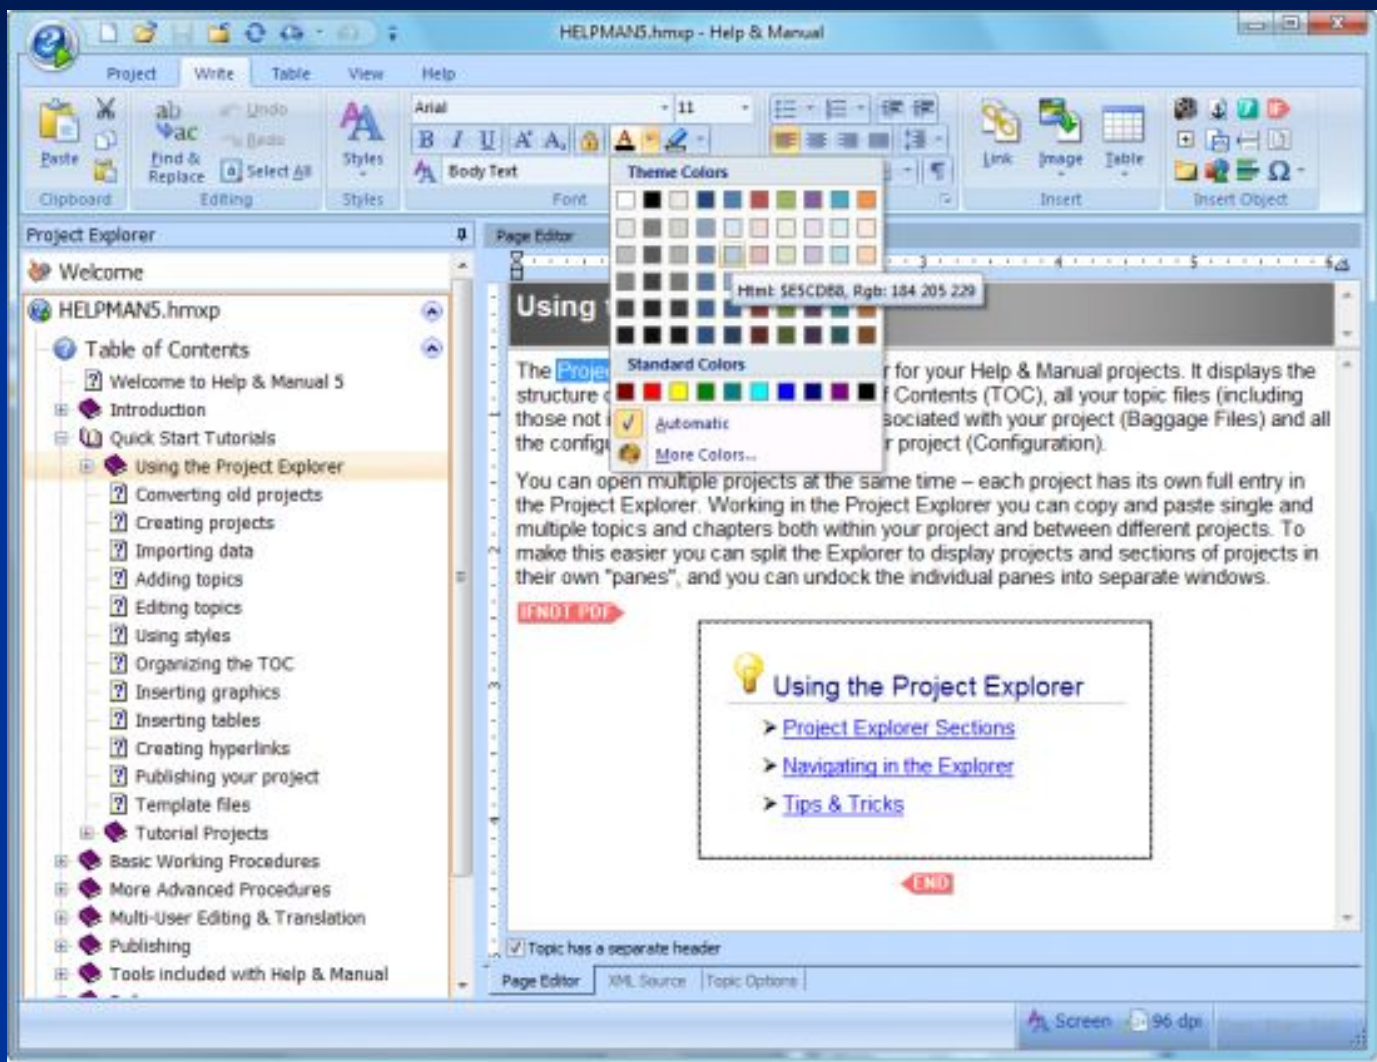 HELPMAN5.hmxp - Help & Manual
Project Write Table View Help
Paste
Clipboard
Find & Replace
Undo
Redo
Select All
Editing
Styles
Styles
Arial 11
B I U
Body Text
Font
Link Image Table
Insert
Insert Object
Theme Colors
Html: $E5CDB8, Rgb: 184 205 229
Standard Colors
Automatic
More Colors...
Project Explorer
Welcome
HELPMAN5.hmxp
Table of Contents
Welcome to Help & Manual 5
Introduction
Quick Start Tutorials
Using the Project Explorer
Converting old projects
Creating projects
Importing data
Adding topics
Editing topics
Using styles
Organizing the TOC
Inserting graphics
Inserting tables
Creating hyperlinks
Publishing your project
Template files
Tutorial Projects
Basic Working Procedures
More Advanced Procedures
Multi-User Editing & Translation
Publishing
Tools included with Help & Manual
Page Editor
3 4 5 6
Using
The Projec r for your Help & Manual projects. It displays the
structure Contents (TOC), all your topic files (including
those not sociated with your project (Baggage Files) and all
the configu r project (Configuration).
You can open multiple projects at the same time – each project has its own full entry in
the Project Explorer. Working in the Project Explorer you can copy and paste single and
multiple topics and chapters both within your project and between different projects. To
make this easier you can split the Explorer to display projects and sections of projects in
their own "panes", and you can undock the individual panes into separate windows.
IFNOT PDF
Using the Project Explorer
Project Explorer Sections
Navigating in the Explorer
Tips & Tricks
END
Topic has a separate header
Page Editor XML Source Topic Options
Screen 96 dpi